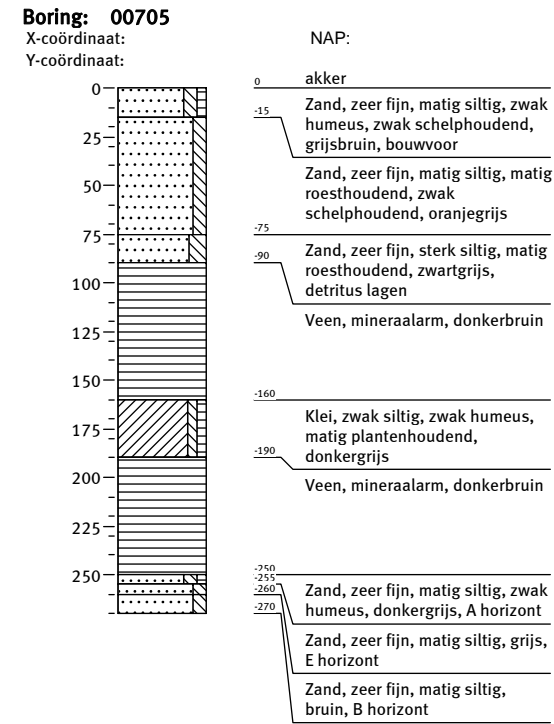 Boring: 00705
X-coördinaat:
Y-coördinaat:
NAP:
0
25
50
75
100
125
150
175
200
225
250
0
akker
-15
Zand, zeer fijn, matig siltig, zwak
humeus, zwak schelphoudend,
grijsbruin, bouwvoor
Zand, zeer fijn, matig siltig, matig
roesthoudend, zwak
schelphoudend, oranjegrijs
-75
-90
Zand, zeer fijn, sterk siltig, matig
roesthoudend, zwartgrijs,
detritus lagen
Veen, mineraalarm, donkerbruin
-160
Klei, zwak siltig, zwak humeus,
matig plantenhoudend,
donkergrijs
-190
Veen, mineraalarm, donkerbruin
-250
-255
-260
-270
Zand, zeer fijn, matig siltig, zwak
humeus, donkergrijs, A horizont
Zand, zeer fijn, matig siltig, grijs,
E horizont
Zand, zeer fijn, matig siltig,
bruin, B horizont